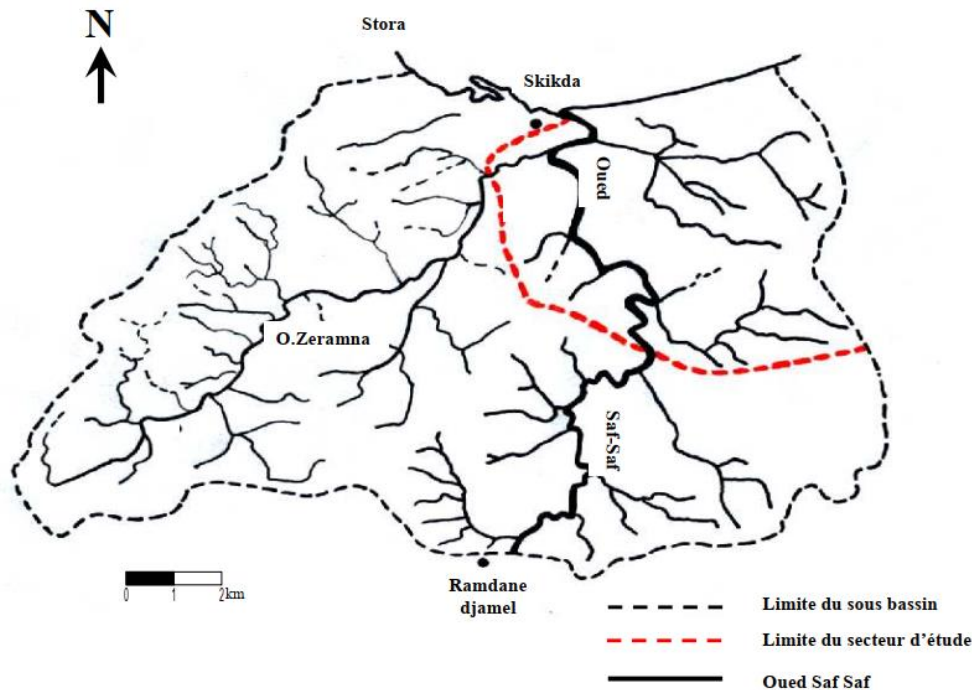 N
Stora
Skikda
Oued
O.Zeramna
Saf-Saf
0 1 2km
Ramdane
djamel
Limite du sous bassin
Limite du secteur d'étude
Oued Saf Saf